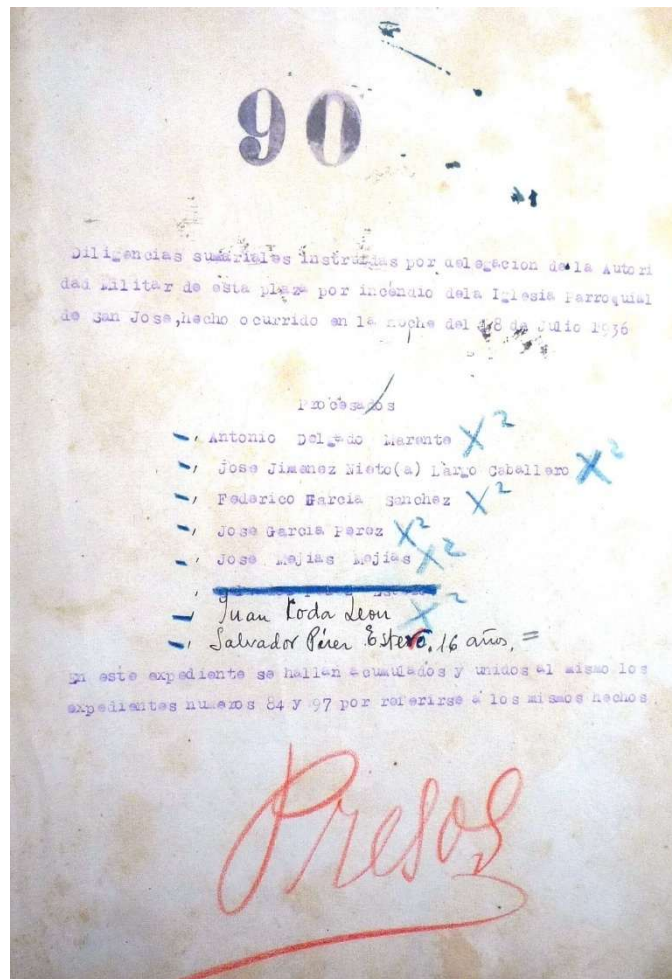 90
Diligencias sumariales instruidas por delegacion de la Autori
dad Militar de esta plaza por incendio dela Iglesia Parroquial
de San Jose, hecho ocurrido en la noche del 18 de Julio 1936
Procesados
-, Antonio Delgado Marante X2
-, Jose Jimenez Nieto(a) Largo Caballero X2
-, Federico Garcia Sanchez X2
-, Jose Garcia Perez X2
-, Jose Mejias Mejías X2
- Juan Roda Leon X2
-, Salvador Pérez Estero. 16 años. =
En este expediente se hallan acumulados y unidos al mismo los
expedientes numeros 84 y 97 por referirse a los mismos hechos
Presos